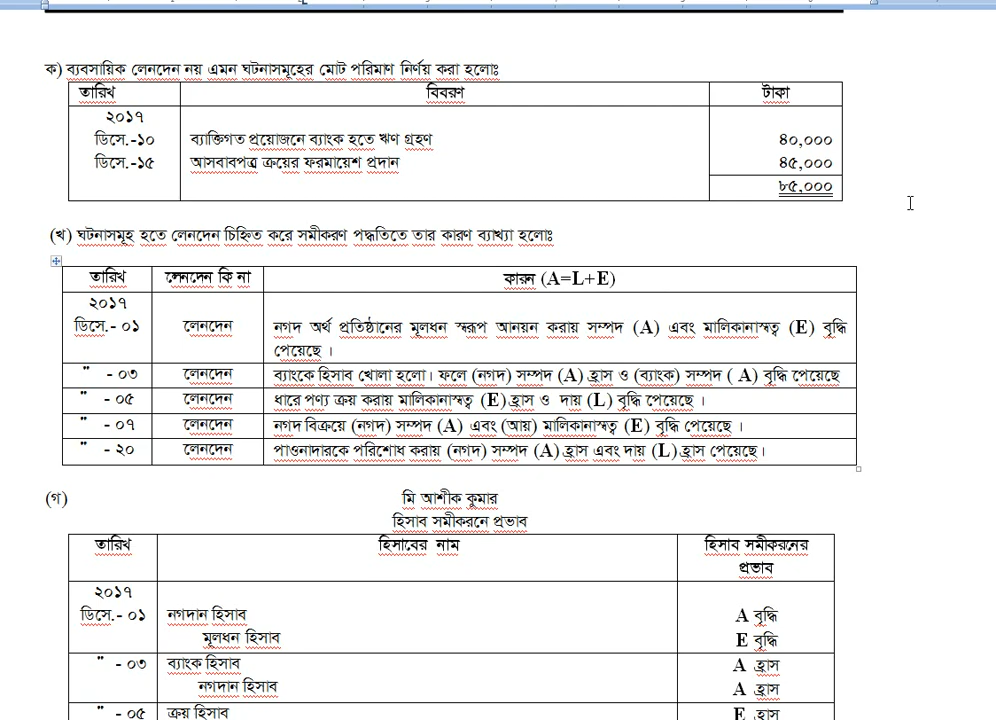 ক) ব্যবসায়িক লেনদেন নয় এমন ঘটনাসমূহের মোট পরিমাণ নির্ণয় করা হলোঃ
তারিখ বিবরণ টাকা
২০১৭
ডিসে.-১০ ব্যাক্তিগত প্রয়োজনে ব্যাংক হতে ঋণ গ্রহণ ৪০,০০০
ডিসে.-১৫ আসবাবপত্র ক্রয়ের ফরমায়েশ প্রদান ৪৫,০০০
৮৫,০০০
(খ) ঘটনাসমূহ হতে লেনদেন চিহ্নিত করে সমীকরণ পদ্ধতিতে তার কারণ ব্যাখ্যা হলোঃ
তারিখ লেনদেন কি না কারন (A=L+E)
২০১৭
ডিসে.- ০১ লেনদেন নগদ অর্থ প্রতিষ্ঠানের মূলধন স্বরূপ আনয়ন করায় সম্পদ (A) এবং মালিকানাস্বত্ব (E) বৃদ্ধি
পেয়েছে ।
" - ০৩ লেনদেন ব্যাংকে হিসাব খোলা হলো। ফলে (নগদ) সম্পদ (A) হ্রাস ও (ব্যাংক) সম্পদ ( A) বৃদ্ধি পেয়েছে
" - ০৫ লেনদেন ধারে পণ্য ক্রয় করায় মালিকানাস্বত্ব (E) হ্রাস ও দায় (L) বৃদ্ধি পেয়েছে ।
" - ০৭ লেনদেন নগদ বিক্রয়ে (নগদ) সম্পদ (A) এবং (আয়) মালিকানাস্বত্ব (E) বৃদ্ধি পেয়েছে ।
" - ২০ লেনদেন পাওনাদারকে পরিশোধ করায় (নগদ) সম্পদ (A) হ্রাস এবং দায় (L) হ্রাস পেয়েছে।
(গ) মি আশীক কুমার
হিসাব সমীকরনে প্রভাব
তারিখ হিসাবের নাম হিসাব সমীকরনের
প্রভাব
২০১৭
ডিসে.- ০১ নগদান হিসাব A বৃদ্ধি
মূলধন হিসাব E বৃদ্ধি
" - ০৩ ব্যাংক হিসাব A হ্রাস
নগদান হিসাব A হ্রাস
" - ০৫ ক্রয় হিসাব E হ্রাস